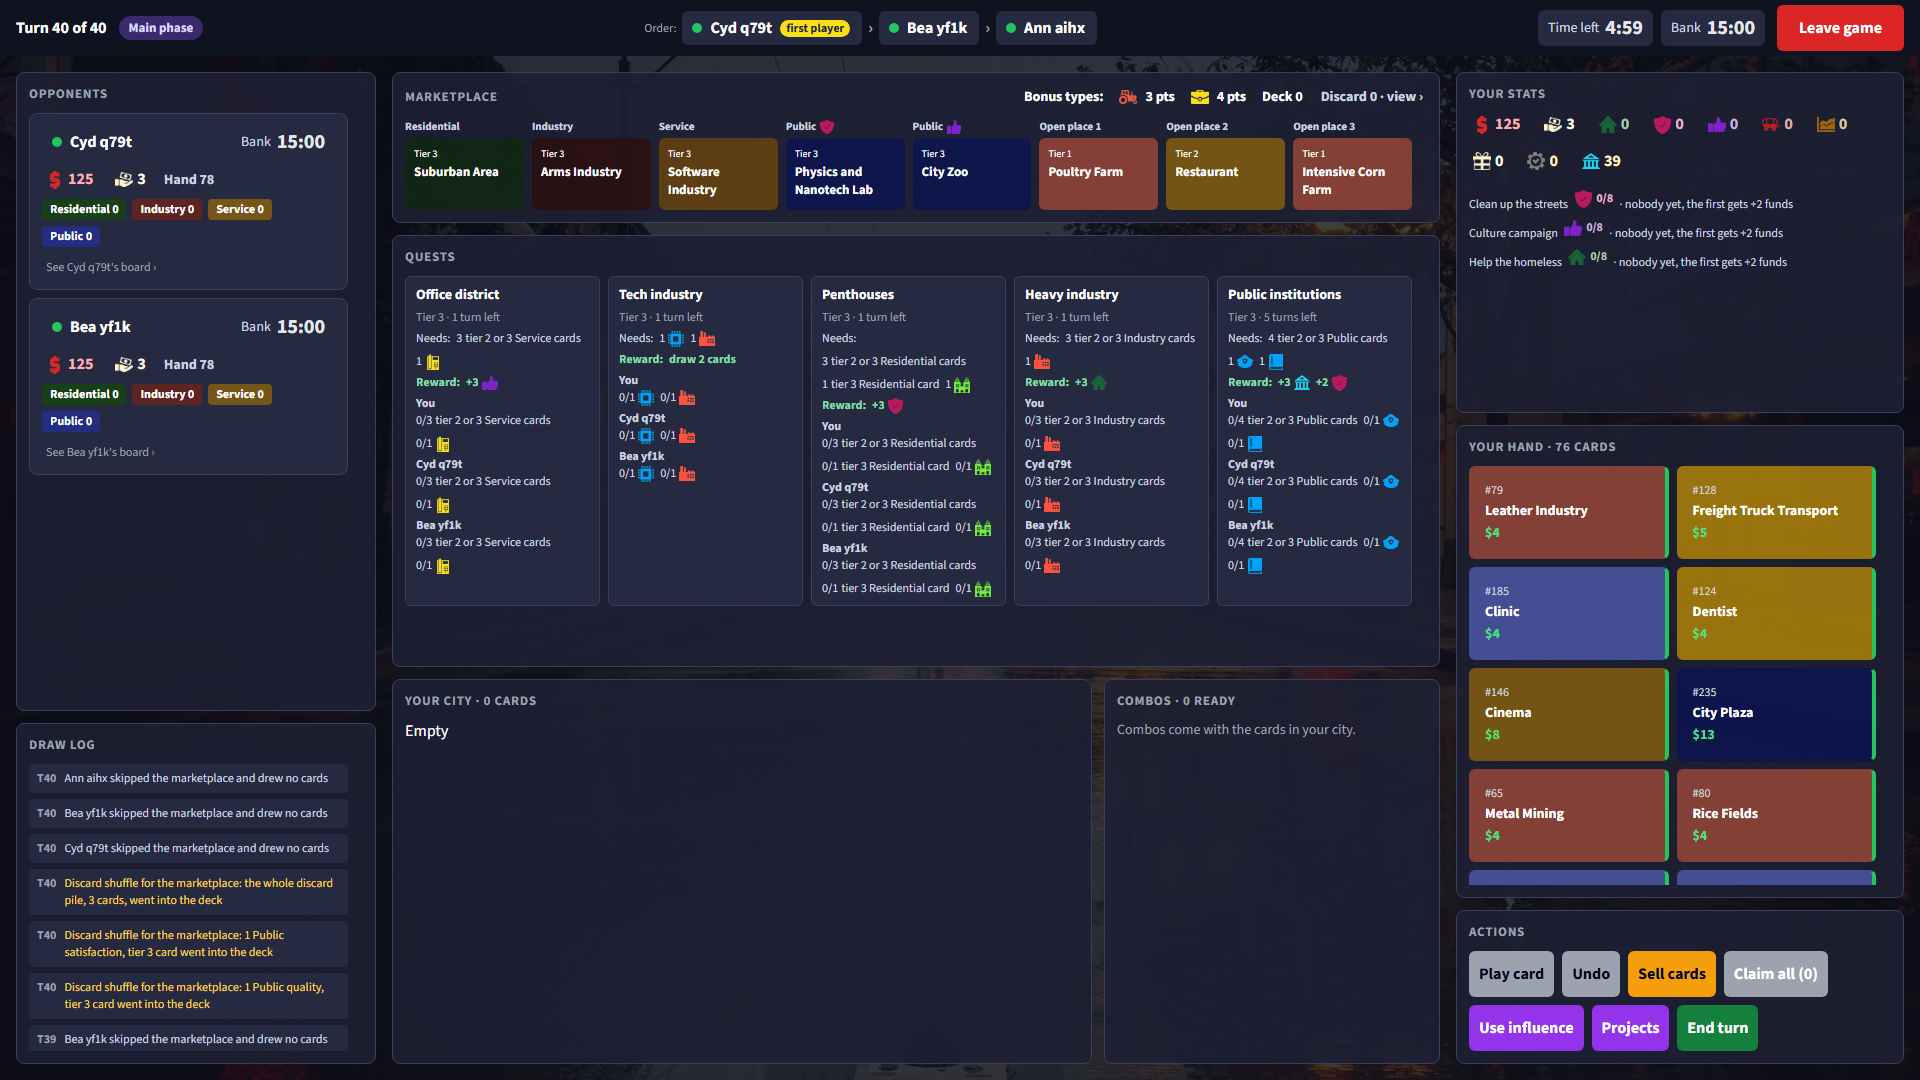 Turn 40 of 40 Main phase
Order: Cyd q79t first player › Bea yf1k › Ann aihx
Time left 4:59 Bank 15:00 Leave game
OPPONENTS
Cyd q79t Bank 15:00
125 3 Hand 78
Residential 0 Industry 0 Service 0
Public 0
See Cyd q79t's board ›
Bea yf1k Bank 15:00
125 3 Hand 78
Residential 0 Industry 0 Service 0
Public 0
See Bea yf1k's board ›
DRAW LOG
T40 Ann aihx skipped the marketplace and drew no cards
T40 Bea yf1k skipped the marketplace and drew no cards
T40 Cyd q79t skipped the marketplace and drew no cards
T40 Discard shuffle for the marketplace: the whole discard
pile, 3 cards, went into the deck
T40 Discard shuffle for the marketplace: 1 Public
satisfaction, tier 3 card went into the deck
T40 Discard shuffle for the marketplace: 1 Public quality,
tier 3 card went into the deck
T39 Bea yf1k skipped the marketplace and drew no cards
MARKETPLACE
Bonus types: 3 pts 4 pts Deck 0 Discard 0 · view ›
Residential Industry Service Public Public Open place 1 Open place 2 Open place 3
Tier 3
Suburban Area
Tier 3
Arms Industry
Tier 3
Software
Industry
Tier 3
Physics and
Nanotech Lab
Tier 3
City Zoo
Tier 1
Poultry Farm
Tier 2
Restaurant
Tier 1
Intensive Corn
Farm
QUESTS
Office district
Tier 3 · 1 turn left
Needs: 3 tier 2 or 3 Service cards
1
Reward: +3
You
0/3 tier 2 or 3 Service cards
0/1
Cyd q79t
0/3 tier 2 or 3 Service cards
0/1
Bea yf1k
0/3 tier 2 or 3 Service cards
0/1
Tech industry
Tier 3 · 1 turn left
Needs: 1 1
Reward: draw 2 cards
You
0/1 0/1
Cyd q79t
0/1 0/1
Bea yf1k
0/1 0/1
Penthouses
Tier 3 · 1 turn left
Needs:
3 tier 2 or 3 Residential cards
1 tier 3 Residential card 1
Reward: +3
You
0/3 tier 2 or 3 Residential cards
0/1 tier 3 Residential card 0/1
Cyd q79t
0/3 tier 2 or 3 Residential cards
0/1 tier 3 Residential card 0/1
Bea yf1k
0/3 tier 2 or 3 Residential cards
0/1 tier 3 Residential card 0/1
Heavy industry
Tier 3 · 1 turn left
Needs: 3 tier 2 or 3 Industry cards
1
Reward: +3
You
0/3 tier 2 or 3 Industry cards
0/1
Cyd q79t
0/3 tier 2 or 3 Industry cards
0/1
Bea yf1k
0/3 tier 2 or 3 Industry cards
0/1
Public institutions
Tier 3 · 5 turns left
Needs: 4 tier 2 or 3 Public cards
1 1
Reward: +3 +2
You
0/4 tier 2 or 3 Public cards 0/1
0/1
Cyd q79t
0/4 tier 2 or 3 Public cards 0/1
0/1
Bea yf1k
0/4 tier 2 or 3 Public cards 0/1
0/1
YOUR CITY · 0 CARDS
Empty
COMBOS · 0 READY
Combos come with the cards in your city.
YOUR STATS
125 3 0 0 0 0 0
0 0 39
Clean up the streets 0/8 · nobody yet, the first gets +2 funds
Culture campaign 0/8 · nobody yet, the first gets +2 funds
Help the homeless 0/8 · nobody yet, the first gets +2 funds
YOUR HAND · 76 CARDS
#79
Leather Industry
$4
#128
Freight Truck Transport
$5
#185
Clinic
$4
#124
Dentist
$4
#146
Cinema
$8
#235
City Plaza
$13
#65
Metal Mining
$4
#80
Rice Fields
$4
ACTIONS
Play card Undo Sell cards Claim all (0)
Use influence Projects End turn